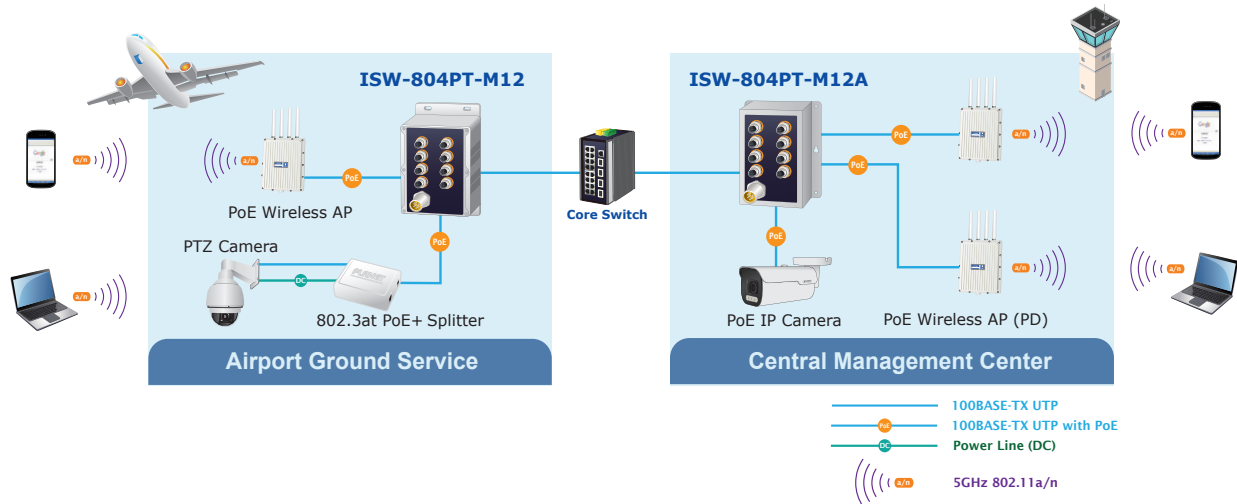 ISW-804PT-M12
ISW-804PT-M12A
a/n
a/n
PoE
PoE
a/n
a/n
PoE
PoE Wireless AP
Core Switch
PoE
PTZ Camera
PoE
PoE
DC
PLANET
a/n
a/n
a/n
802.3at PoE+ Splitter
PoE IP Camera
PoE Wireless AP (PD)
Airport Ground Service
Central Management Center
100BASE-TX UTP
PoE
100BASE-TX UTP with PoE
DC
Power Line (DC)
a/n
5GHz 802.11a/n